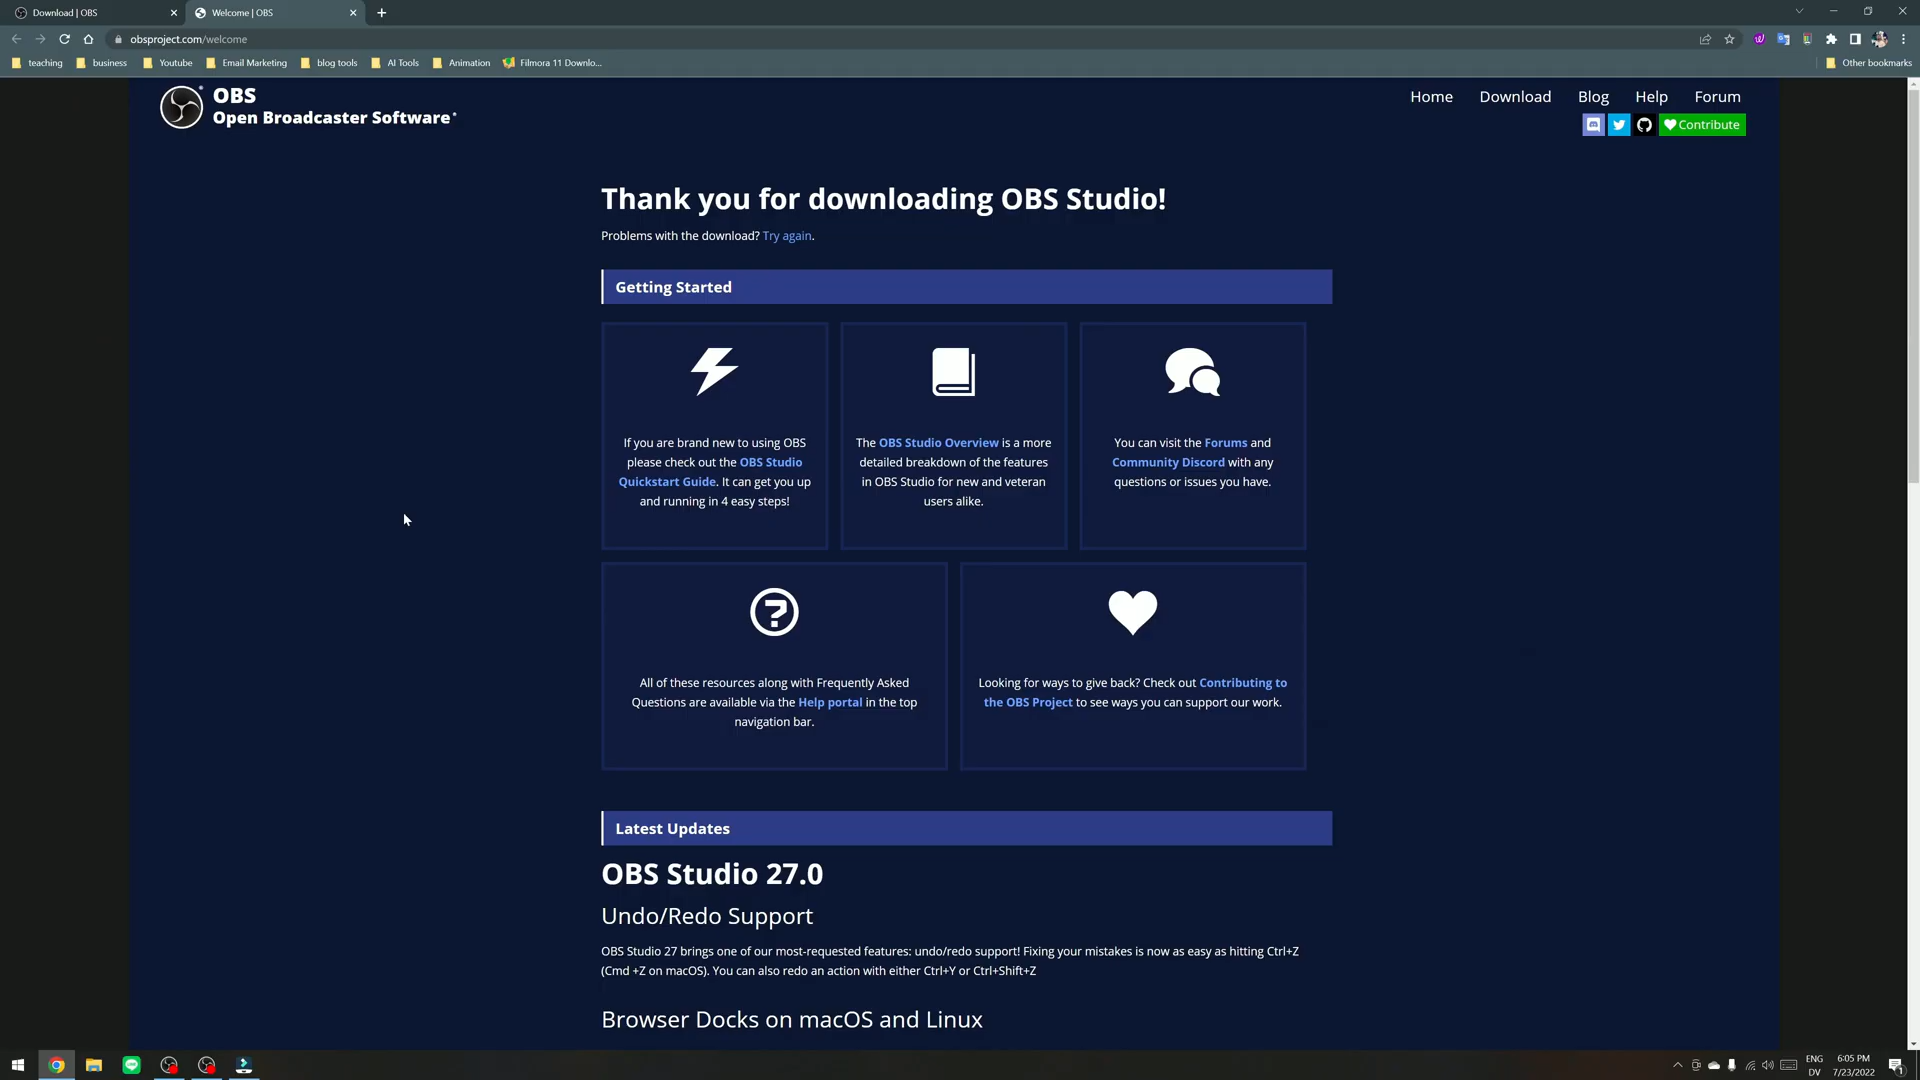 Download | OBS
Welcome | OBS
obsproject.com/welcome
teaching
business
Youtube
Email Marketing
blog tools
AI Tools
Animation
Filmora 11 Downlo...
Other bookmarks
OBS
Open Broadcaster Software
Home
Download
Blog
Help
Forum
Contribute
Thank you for downloading OBS Studio!
Problems with the download? Try again.
Getting Started
If you are brand new to using OBS
please check out the OBS Studio
Quickstart Guide. It can get you up
and running in 4 easy steps!
The OBS Studio Overview is a more
detailed breakdown of the features
in OBS Studio for new and veteran
users alike.
You can visit the Forums and
Community Discord with any
questions or issues you have.
All of these resources along with Frequently Asked
Questions are available via the Help portal in the top
navigation bar.
Looking for ways to give back? Check out Contributing to
the OBS Project to see ways you can support our work.
Latest Updates
OBS Studio 27.0
Undo/Redo Support
OBS Studio 27 brings one of our most-requested features: undo/redo support! Fixing your mistakes is now as easy as hitting Ctrl+Z
(Cmd +Z on macOS). You can also redo an action with either Ctrl+Y or Ctrl+Shift+Z
Browser Docks on macOS and Linux
ENG
DV
6:05 PM
7/23/2022